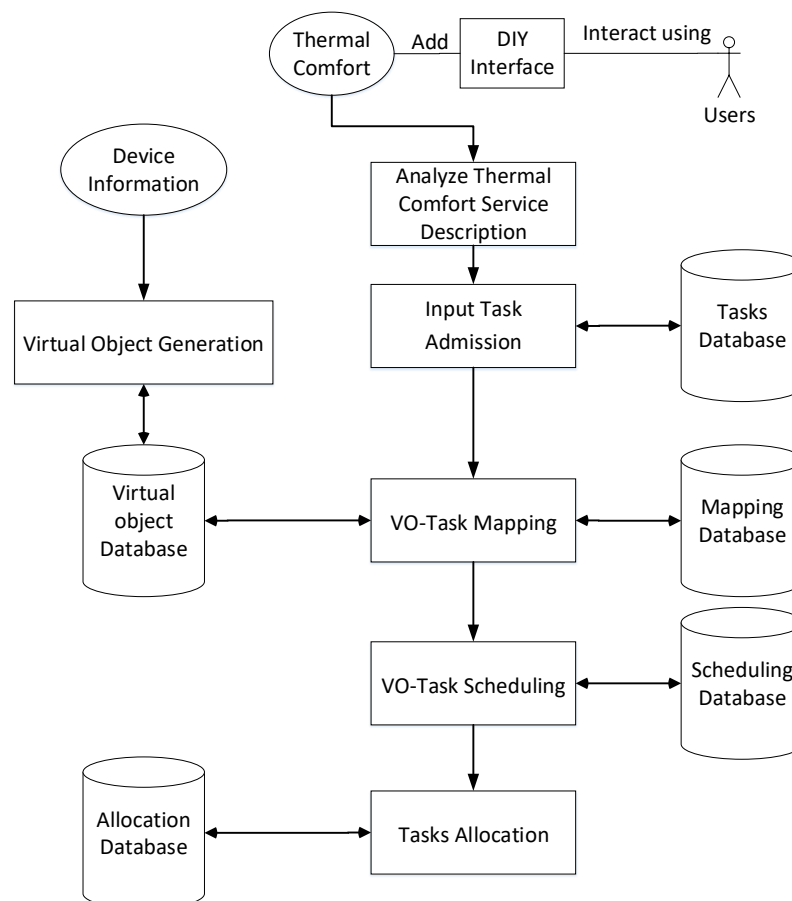 Thermal
Comfort
Add
DIY
Interface
Interact using
Users
Device
Information
Analyze Thermal
Comfort Service
Description
Input Task
Admission
Tasks
Database
Virtual Object Generation
Virtual
object
Database
VO-Task Mapping
Mapping
Database
VO-Task Scheduling
Scheduling
Database
Allocation
Database
Tasks Allocation